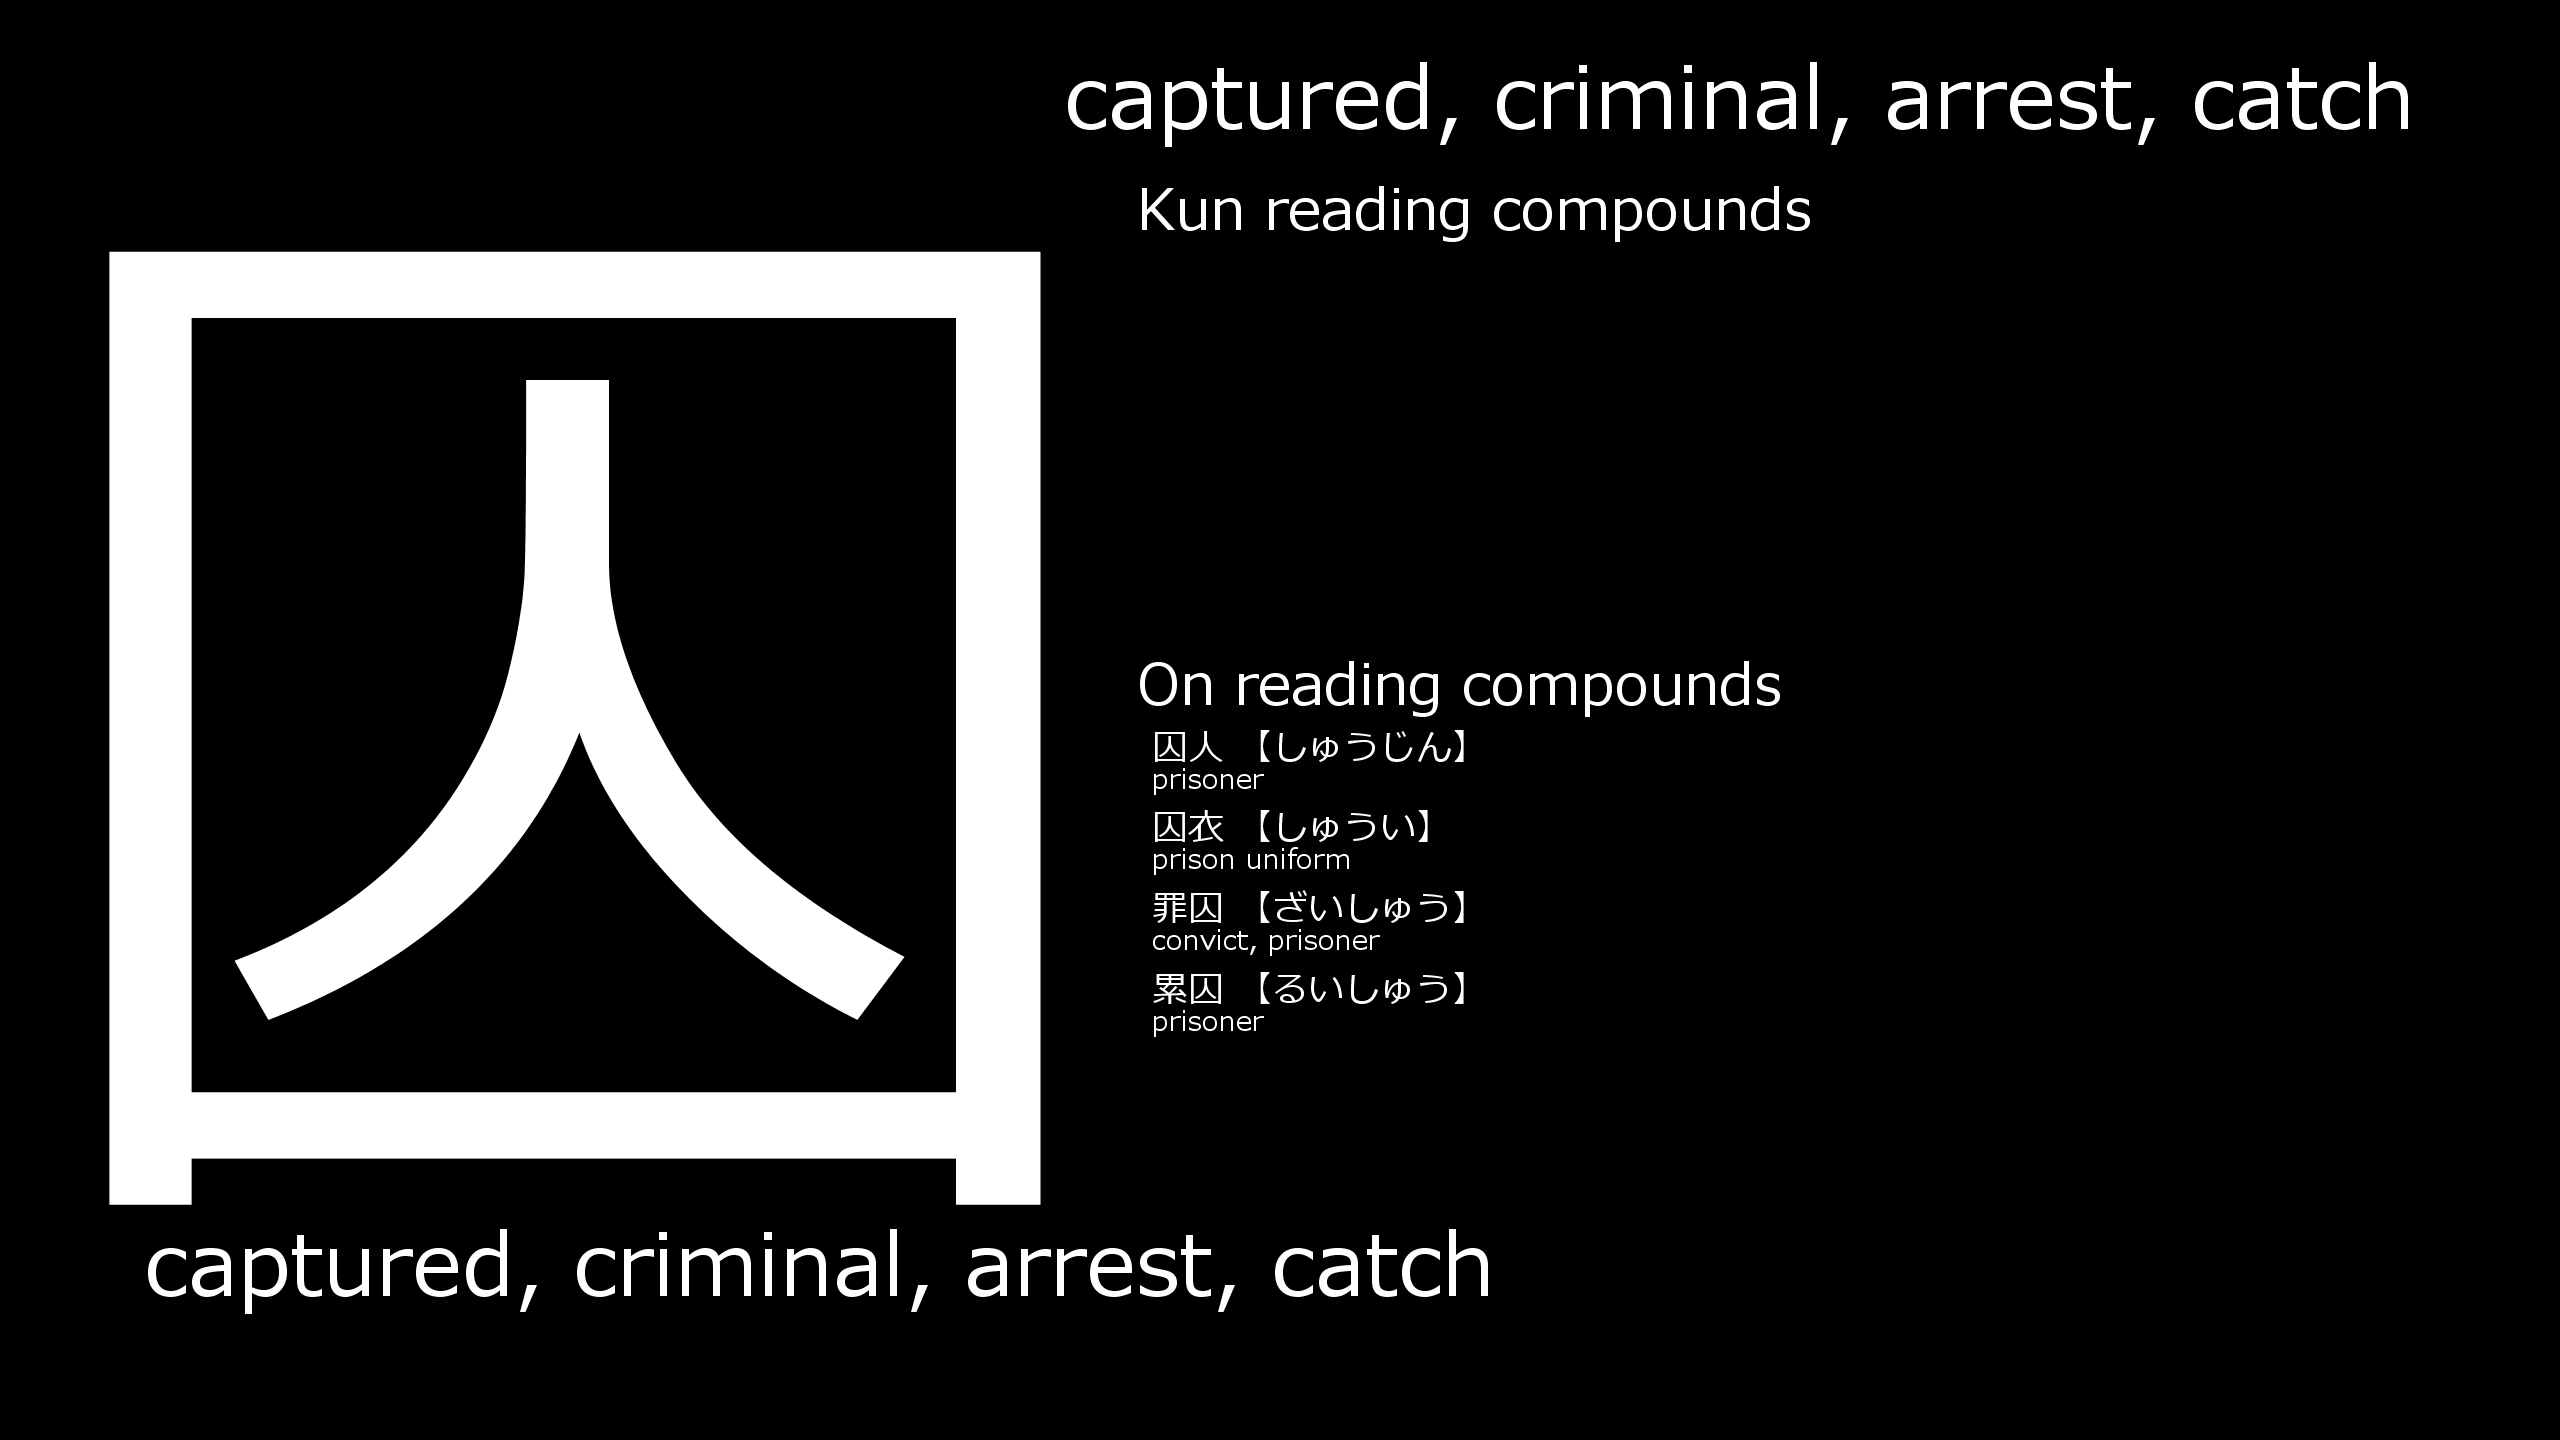 captured, criminal, arrest, catch
Kun reading compounds
囚
On reading compounds
囚人 【しゅうじん】
prisoner
囚衣 【しゅうい】
prison uniform
罪囚 【ざいしゅう】
convict, prisoner
累囚 【るいしゅう】
prisoner
captured, criminal, arrest, catch